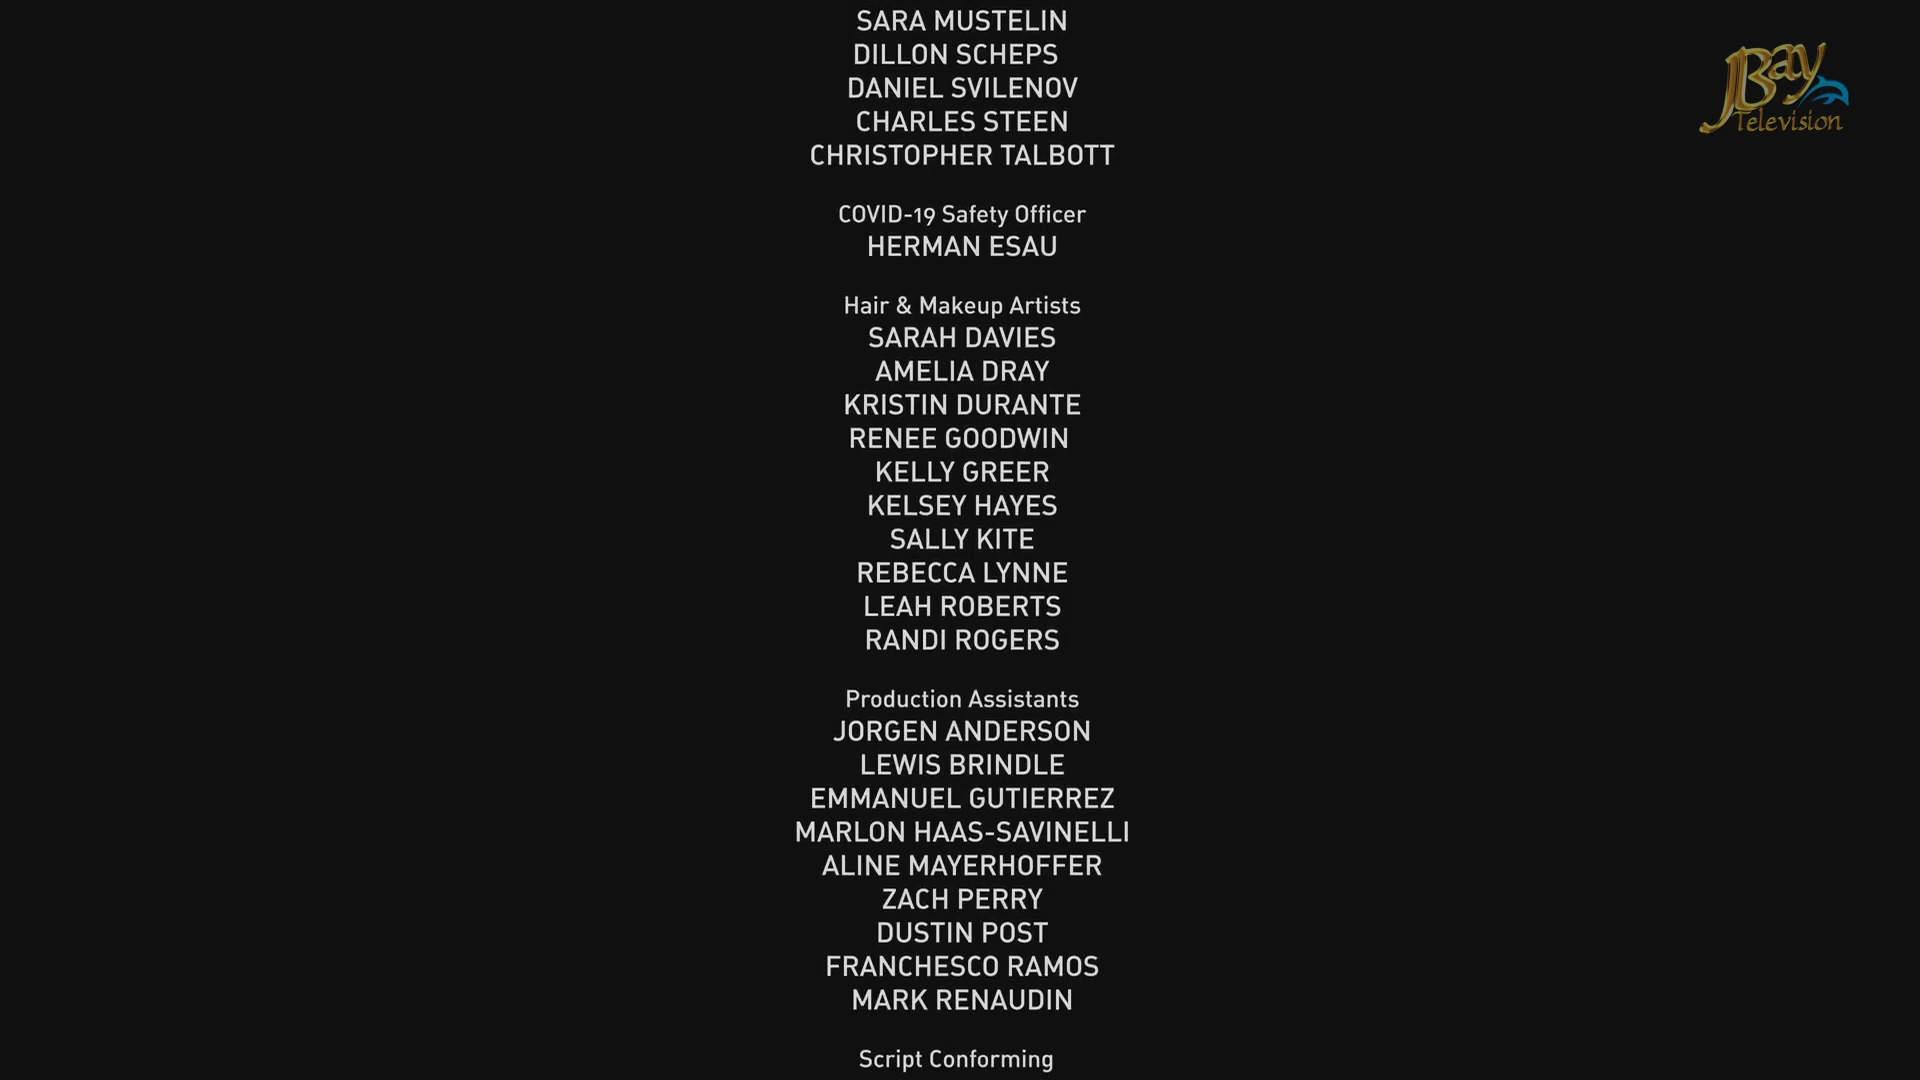 SARA MUSTELIN
DILLON SCHEPS
DANIEL SVILENOV
CHARLES STEEN
CHRISTOPHER TALBOTT
COVID-19 Safety Officer
HERMAN ESAU
Hair & Makeup Artists
SARAH DAVIES
AMELIA DRAY
KRISTIN DURANTE
RENEE GOODWIN
KELLY GREER
KELSEY HAYES
SALLY KITE
REBECCA LYNNE
LEAH ROBERTS
RANDI ROGERS
Production Assistants
JORGEN ANDERSON
LEWIS BRINDLE
EMMANUEL GUTIERREZ
MARLON HAAS-SAVINELLI
ALINE MAYERHOFFER
ZACH PERRY
DUSTIN POST
FRANCHESCO RAMOS
MARK RENAUDIN
Script Conforming
JBay
Television